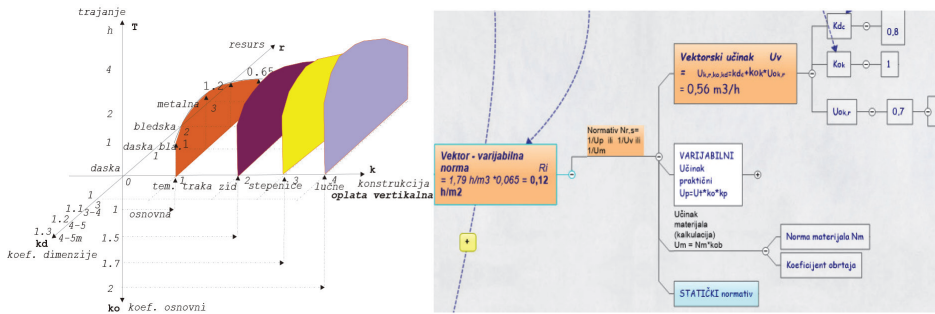 trajanje
h
T
4
2
1
resurs
r
0.65
1.2
metalna
3
bledska
2
daska bla.
1
1
daska
0
1
2
3
4
k
tem. traka zid stepenice lučne konstrukcija
oplata vertikalna
1
1.1
3-4
1.2
4-5
1.3
4-5m
kd
koef. dimenzije
osnovna
1
1.5
1.7
2
ko koef. osnovni
Vektor - varijabilna
norma Ri
= 1,79 h/m3 *0,065 = 0,12
h/m2
+
Normativ Nr,s=
1/Up ili 1/Uv ili
1/Um
Vektorski učinak Uv
= Uk,r,ko,kd=kdc*kok*Uok,r
= 0,56 m3/h
Kdc
0,8
Kok
1
Uok,r
0,7
VARIJABILNI
Učinak
praktični
Up=Ut*ko*kp
Učinak
materijala
(kalkulacija)
Um = Nm*kob
Norma materijala Nm
Koeficijent obrtaja
STATIČKI normativ